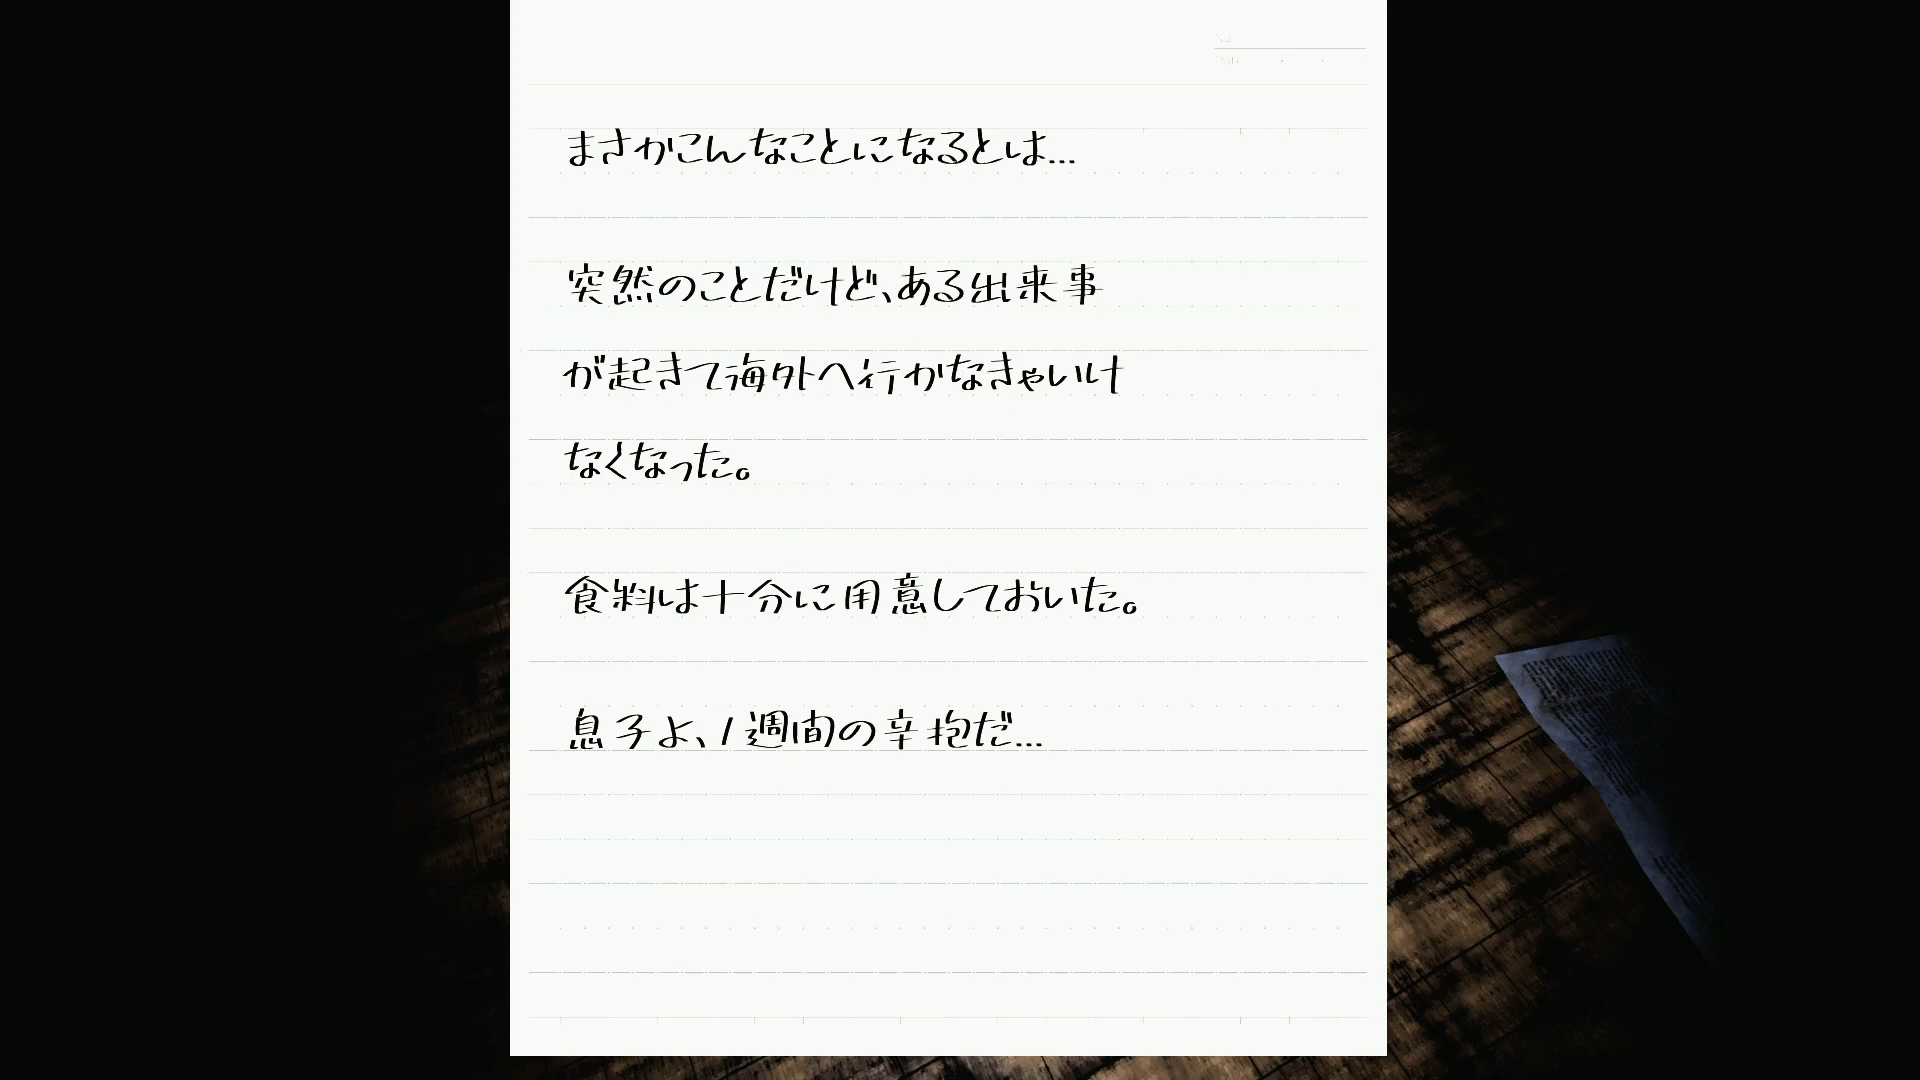 まさかこんなことになるとは...
突然のことだけど、ある出来事
が起きて海外へ行かなきゃいけ
なくなった。
食料は十分に用意しておいた。
息子よ、1週間の辛抱だ...